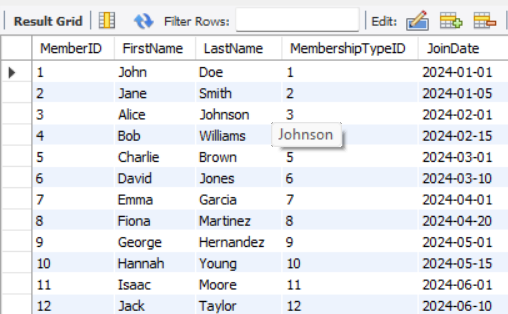 Result Grid Filter Rows: Edit:
MemberID FirstName LastName MembershipTypeID JoinDate
1 John Doe 1 2024-01-01
2 Jane Smith 2 2024-01-05
3 Alice Johnson 3 2024-02-01
4 Bob Williams Johnson 2024-02-15
5 Charlie Brown 5 2024-03-01
6 David Jones 6 2024-03-10
7 Emma Garcia 7 2024-04-01
8 Fiona Martinez 8 2024-04-20
9 George Hernandez 9 2024-05-01
10 Hannah Young 10 2024-05-15
11 Isaac Moore 11 2024-06-01
12 Jack Taylor 12 2024-06-10